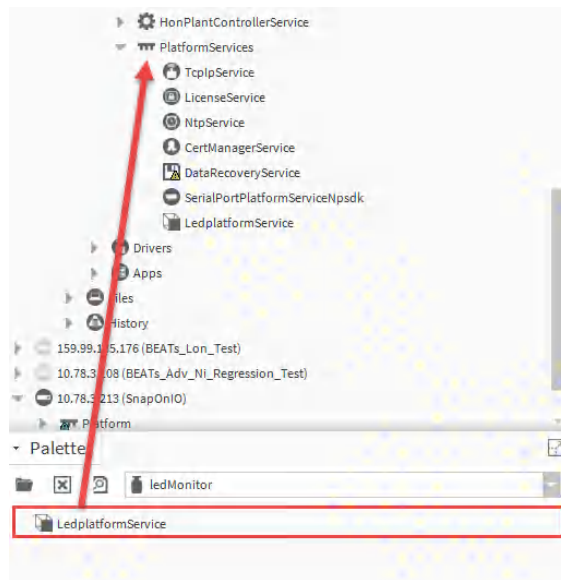 HonPlantControllerService
PlatformServices
TcpIpService
LicenseService
NtpService
CertManagerService
DataRecoveryService
SerialPortPlatformServiceNpsdk
LedplatformService
Drivers
Apps
Files
History
(BEATs_Lon_Test)
(BEATs_Adv_Ni_Regression_Test)
(SnapOnIO)
Platform
Palette
ledMonitor
LedplatformService